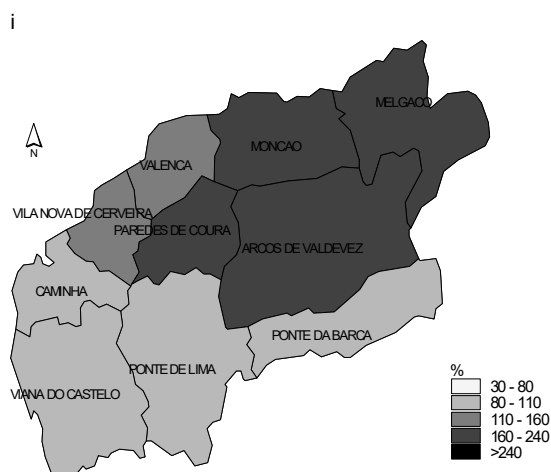 i
MELGACO
MONCAO
N
VALENCA
VILA NOVA DE CERVEIRA
PAREDES DE COURA
ARCOS DE VALDEVEZ
CAMINHA
PONTE DA BARCA
PONTE DE LIMA
VIANA DO CASTELO
%
30 - 80
80 - 110
110 - 160
160 - 240
>240